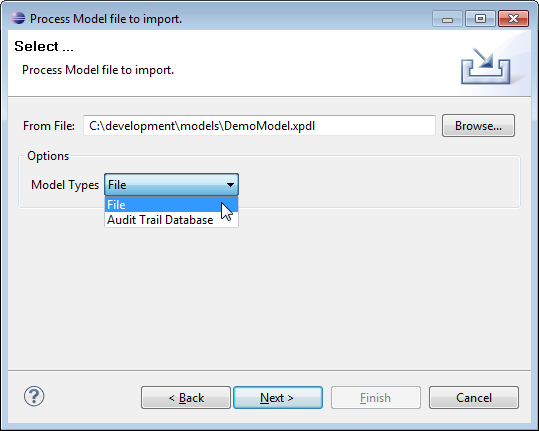 Process Model file to import.
Select ...
Process Model file to import.
From File: C:\development\models\DemoModel.xpdl Browse...
Options
Model Types File
File
Audit Trail Database
? < Back Next > Finish Cancel